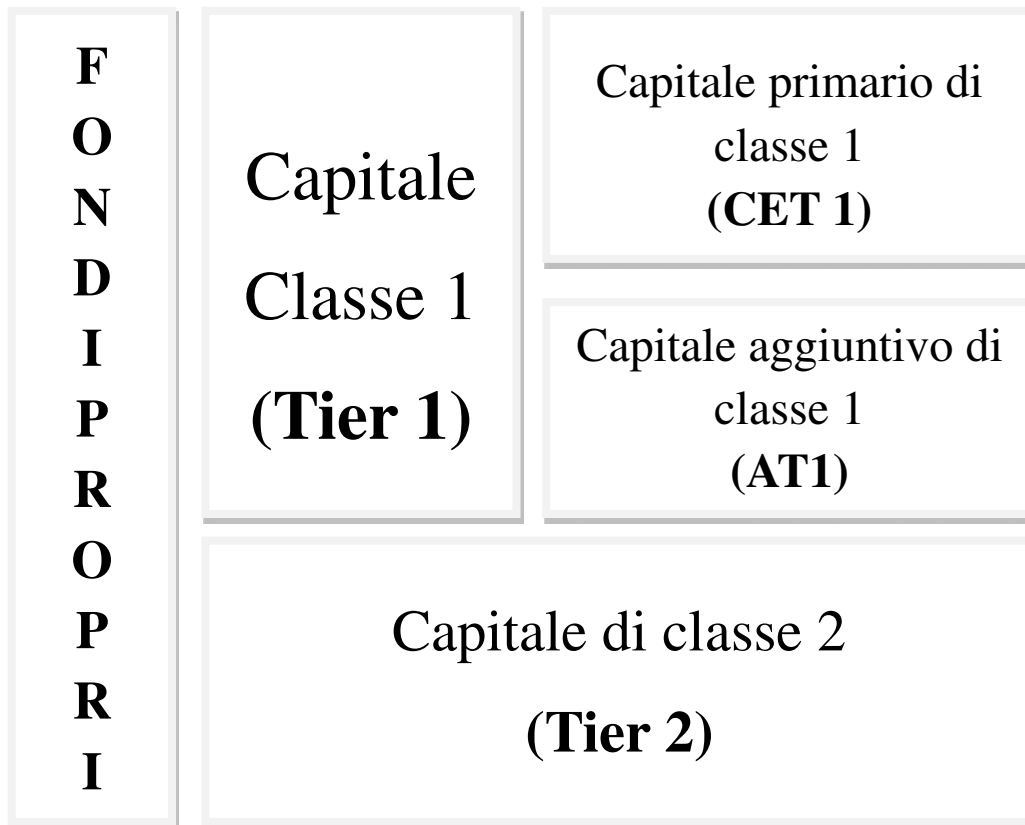 F
O
N
D
I
P
R
O
P
R
I
Capitale
Classe 1
(Tier 1)
Capitale primario di
classe 1
(CET 1)
Capitale aggiuntivo di
classe 1
(AT1)
Capitale di classe 2
(Tier 2)